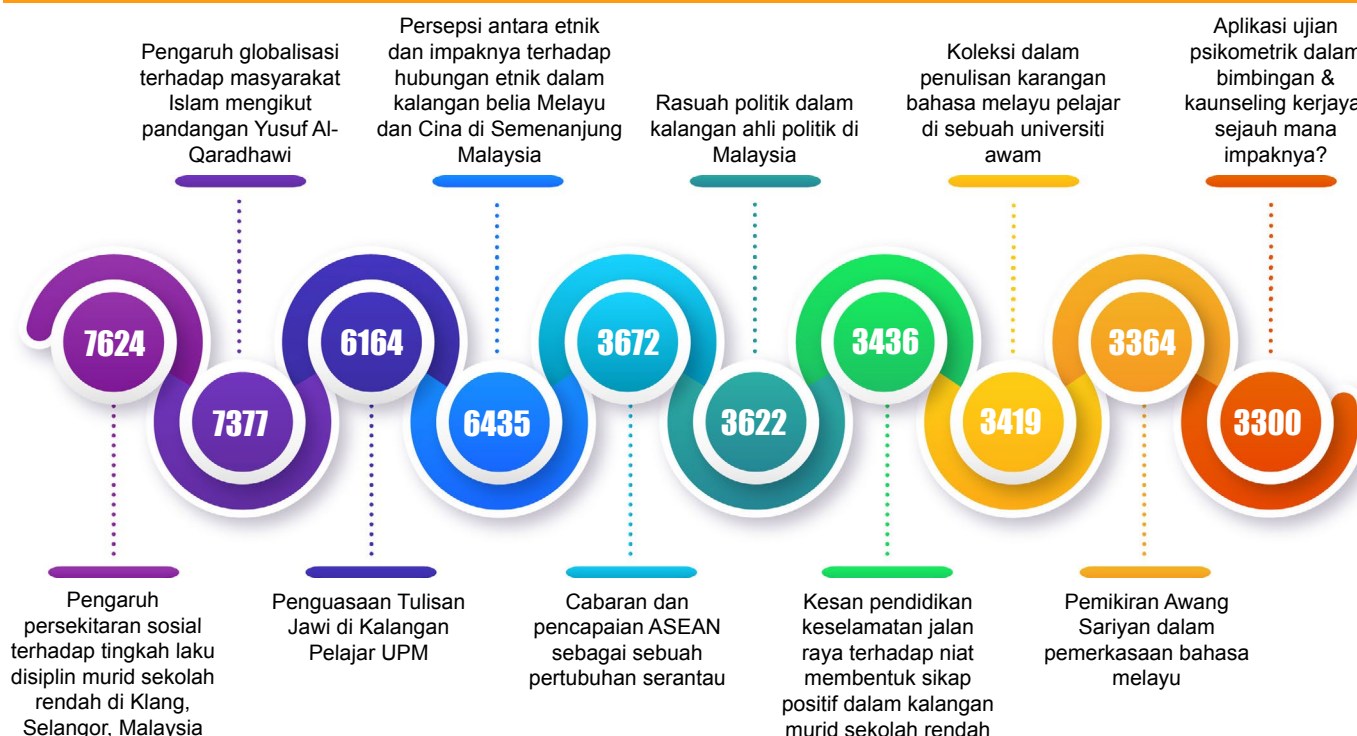 Pengaruh globalisasi
terhadap masyarakat
Islam mengikut
pandangan Yusuf Al-
Qaradhawi
Persepsi antara etnik
dan impaknya terhadap
hubungan etnik dalam
kalangan belia Melayu
dan Cina di Semenanjung
Malaysia
Rasuah politik dalam
kalangan ahli politik di
Malaysia
Koleksi dalam
penulisan karangan
bahasa melayu pelajar
di sebuah universiti
awam
Aplikasi ujian
psikometrik dalam
bimbingan &
kaunseling kerjaya
sejauh mana
impaknya?
7624
7377
6164
6435
3672
3622
3436
3419
3364
3300
Pengaruh
persekitaran sosial
terhadap tingkah laku
disiplin murid sekolah
rendah di Klang,
Selangor, Malaysia
Penguasaan Tulisan
Jawi di Kalangan
Pelajar UPM
Cabaran dan
pencapaian ASEAN
sebagai sebuah
pertubuhan serantau
Kesan pendidikan
keselamatan jalan
raya terhadap niat
membentuk sikap
positif dalam kalangan
murid sekolah rendah
Pemikiran Awang
Sariyan dalam
pemerkasaan bahasa
melayu